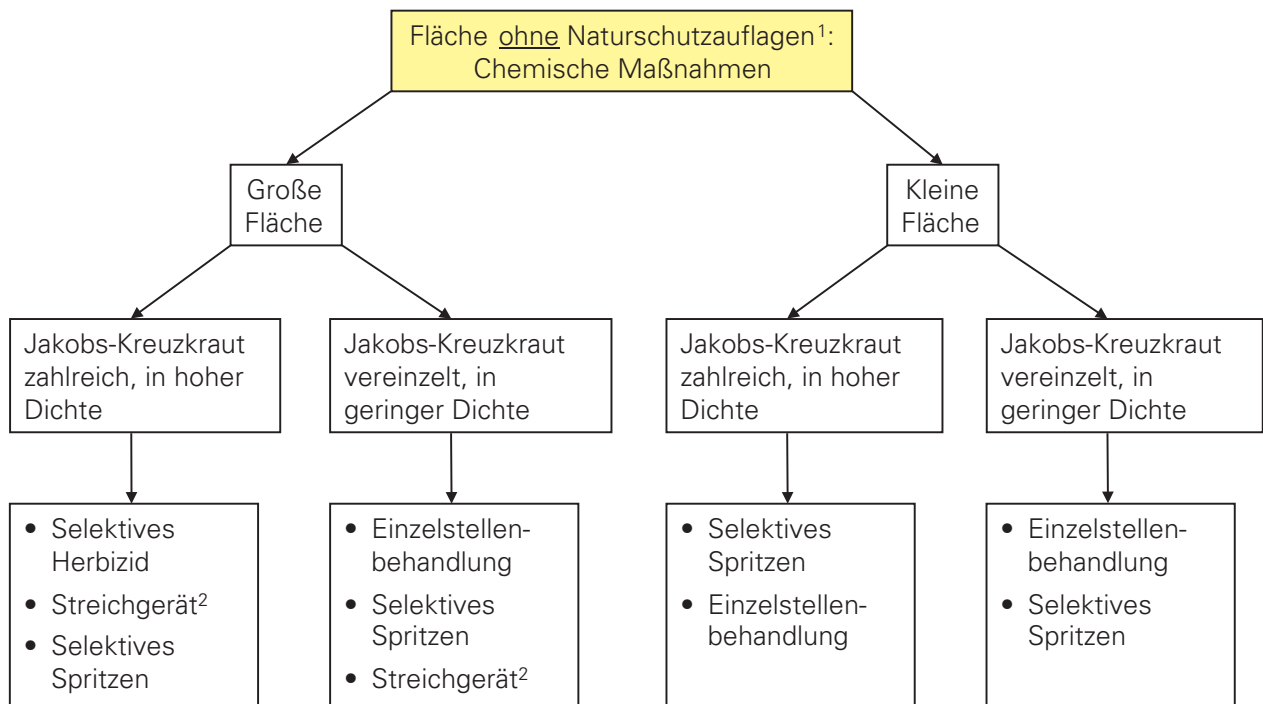 Fläche ohne Naturschutzauflagen¹:
Chemische Maßnahmen
Große
Fläche
Kleine
Fläche
Jakobs-Kreuzkraut
zahlreich, in hoher
Dichte
Jakobs-Kreuzkraut
vereinzelt, in
geringer Dichte
Jakobs-Kreuzkraut
zahlreich, in hoher
Dichte
Jakobs-Kreuzkraut
vereinzelt, in
geringer Dichte
• Selektives
Herbizid
• Streichgerät²
• Selektives
Spritzen
• Einzelstellen-
behandlung
• Selektives
Spritzen
• Streichgerät²
• Selektives
Spritzen
• Einzelstellen-
behandlung
• Einzelstellen-
behandlung
• Selektives
Spritzen